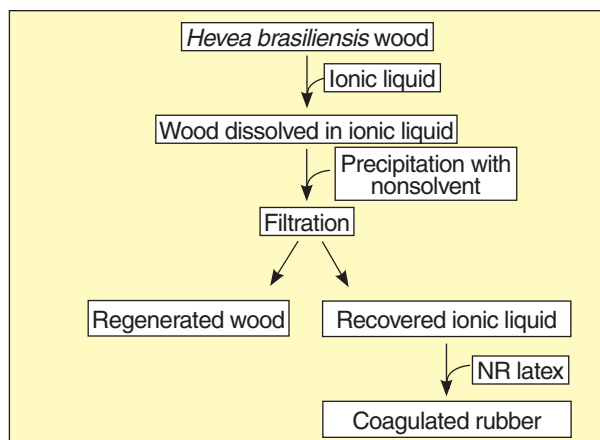 Hevea brasiliensis wood
Ionic liquid
Wood dissolved in ionic liquid
Precipitation with
nonsolvent
Filtration
Regenerated wood
Recovered ionic liquid
NR latex
Coagulated rubber